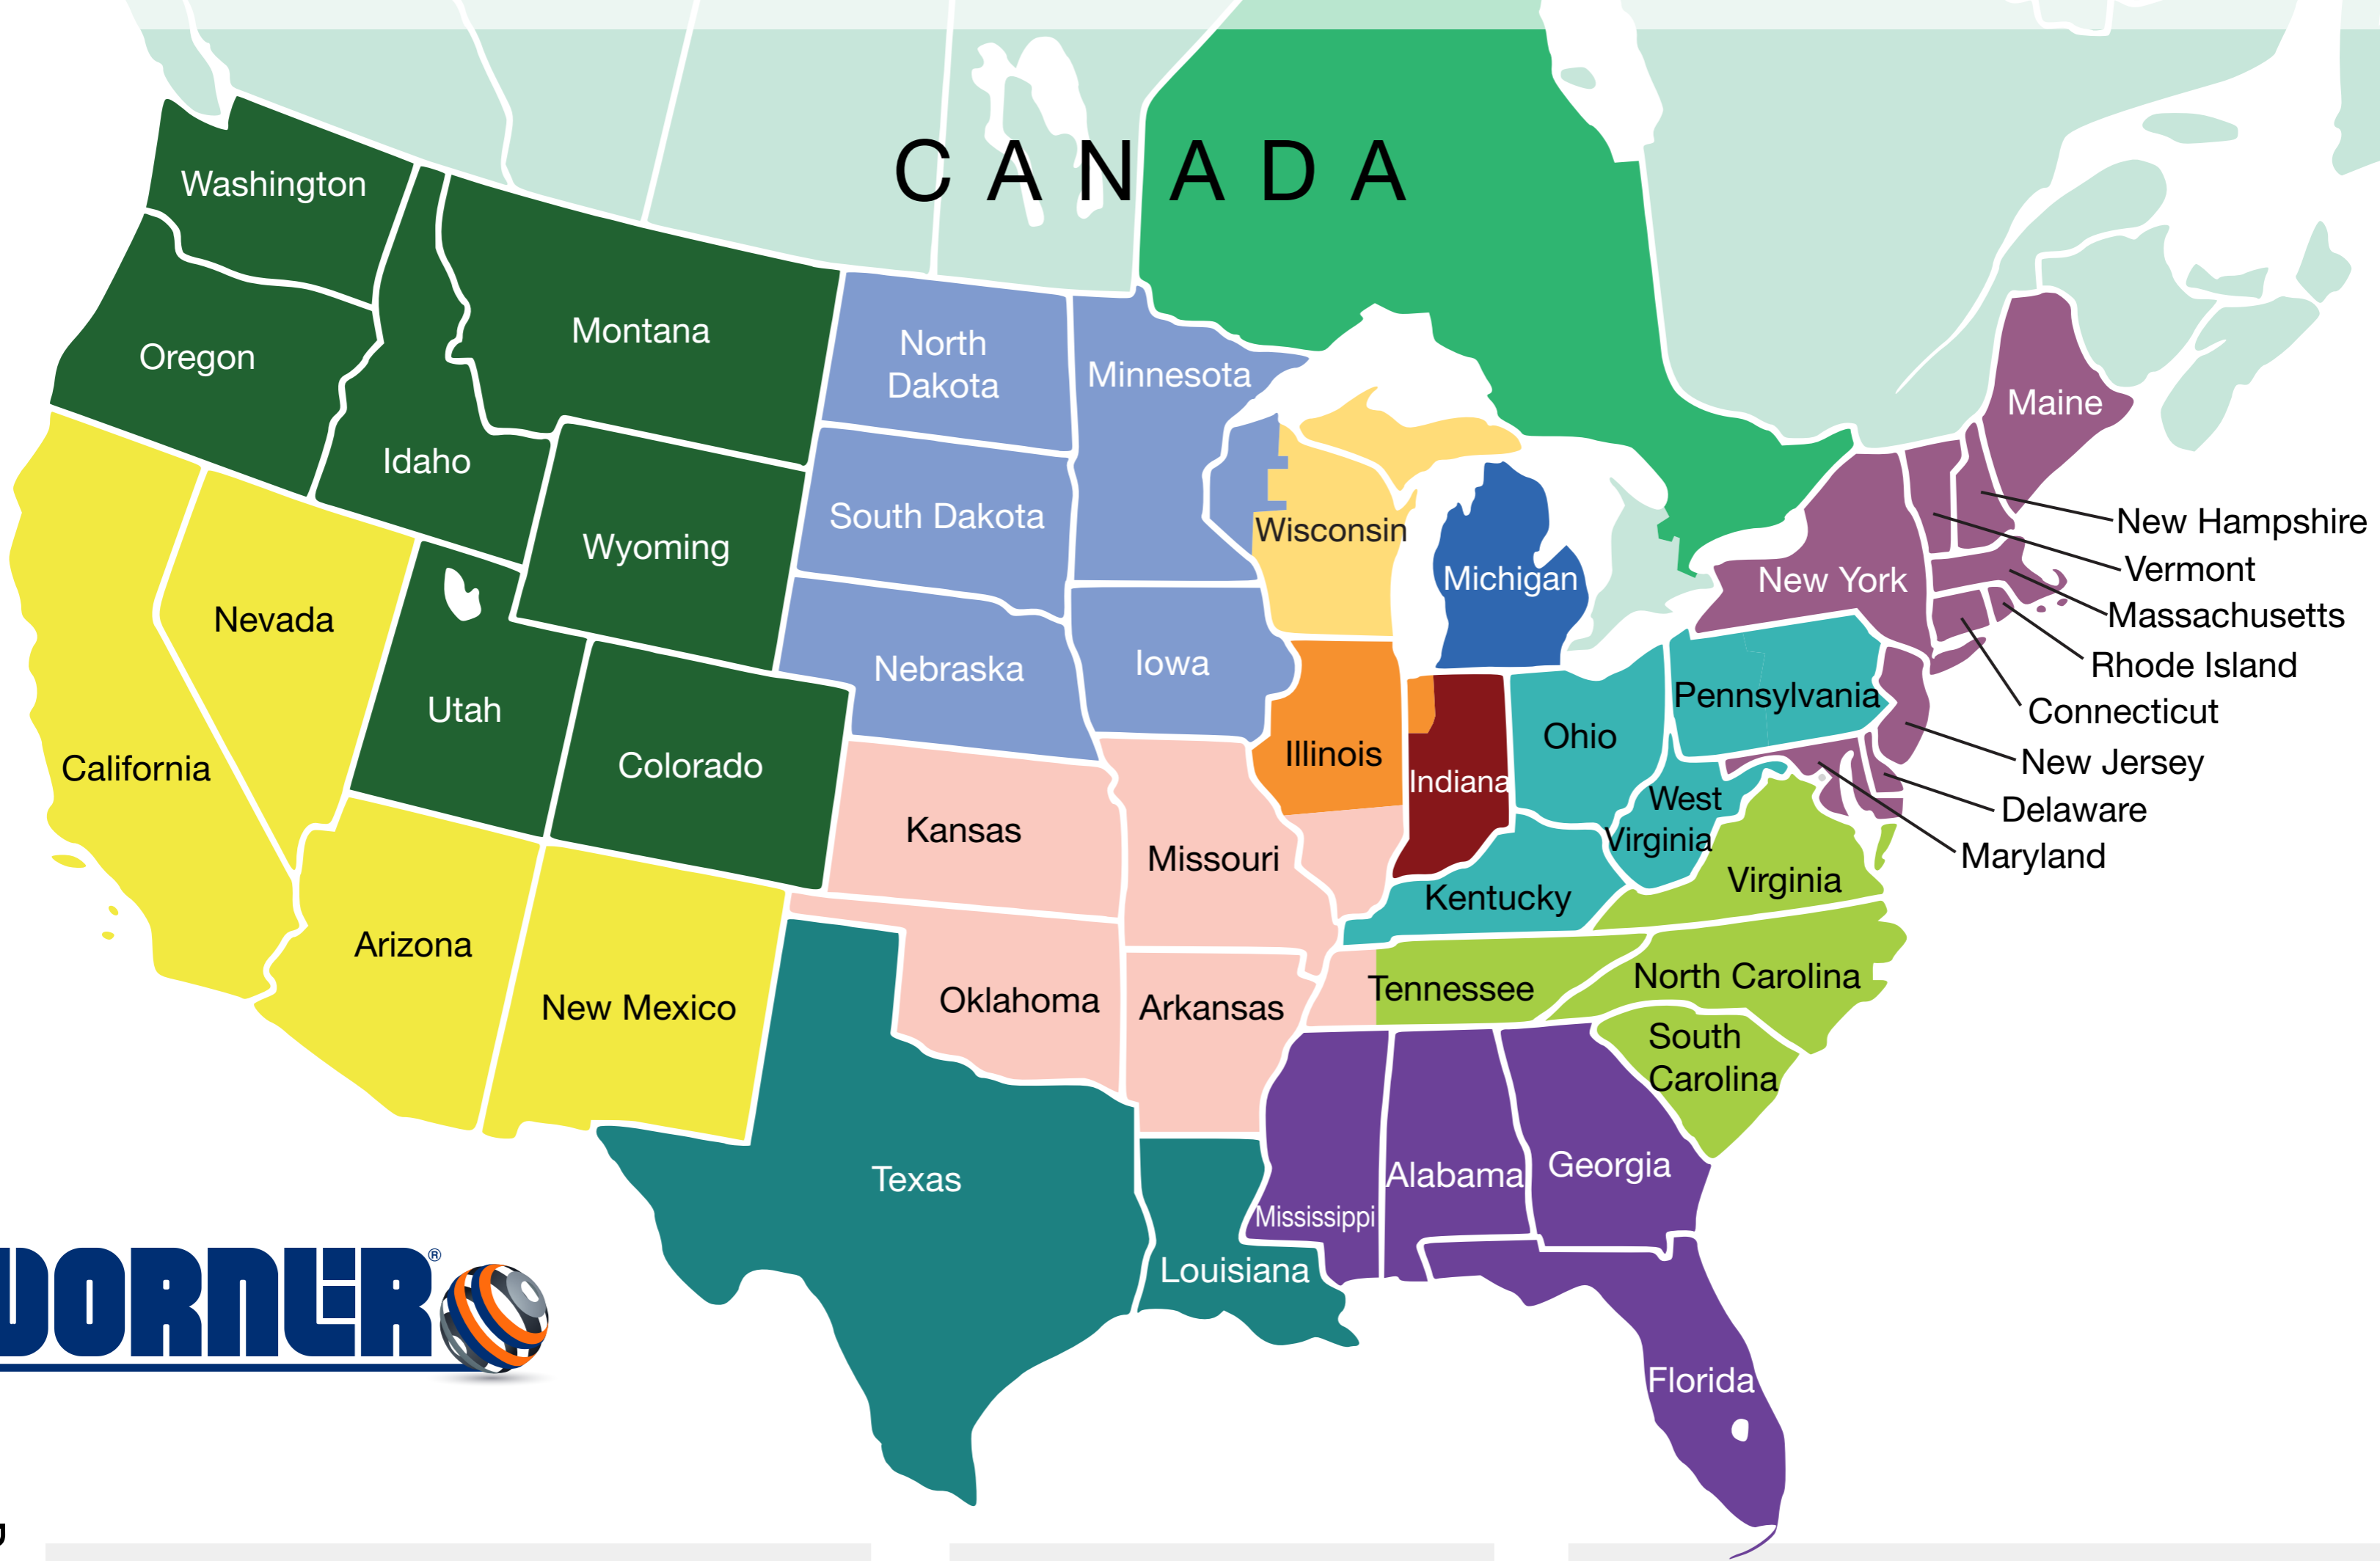 CANADA
Washington
Montana
Oregon
North
Dakota
Minnesota
Maine
Idaho
South Dakota
Wyoming
Wisconsin
New Hampshire
Michigan
New York
Vermont
Nevada
Massachusetts
Nebraska
Iowa
Rhode Island
Utah
Pennsylvania
Connecticut
California
Colorado
Illinois
Indiana
Ohio
New Jersey
West
Virginia
Delaware
Kansas
Missouri
Maryland
Kentucky
Virginia
Arizona
New Mexico
Oklahoma
Arkansas
Tennessee
North Carolina
South
Carolina
Texas
Mississippi
Alabama
Georgia
Louisiana
DORNER®
Florida